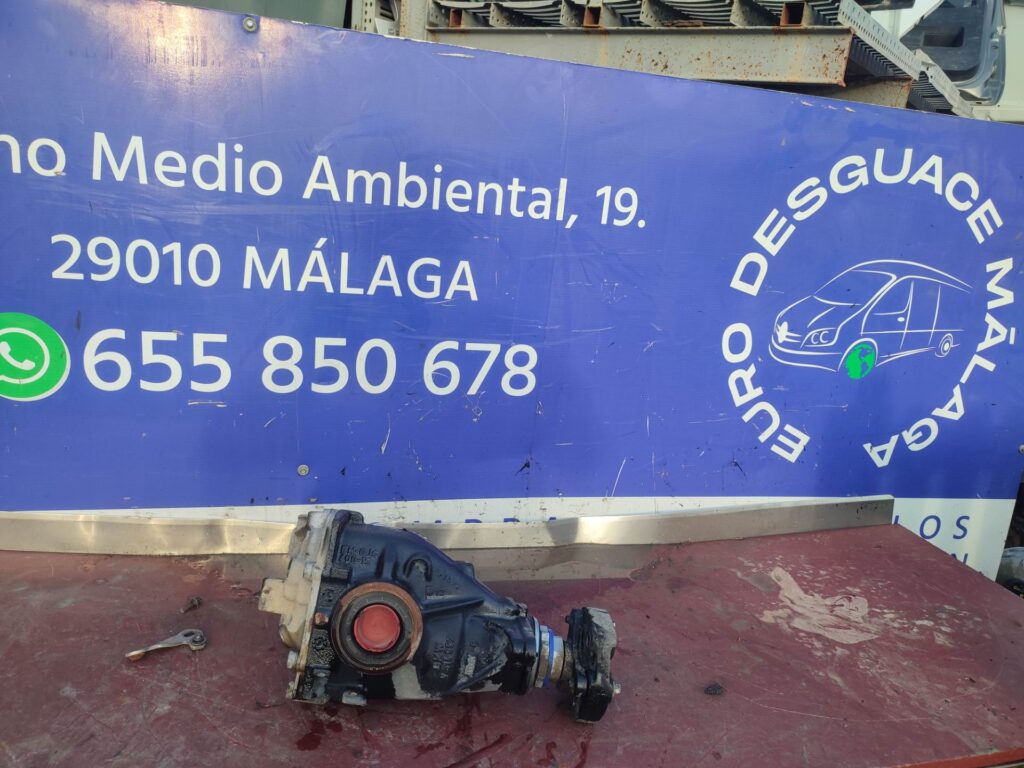 no Medio Ambiental, 19.
29010 MÁLAGA
655 850 678
EURO DESGUACE MÁLAGA
LOS